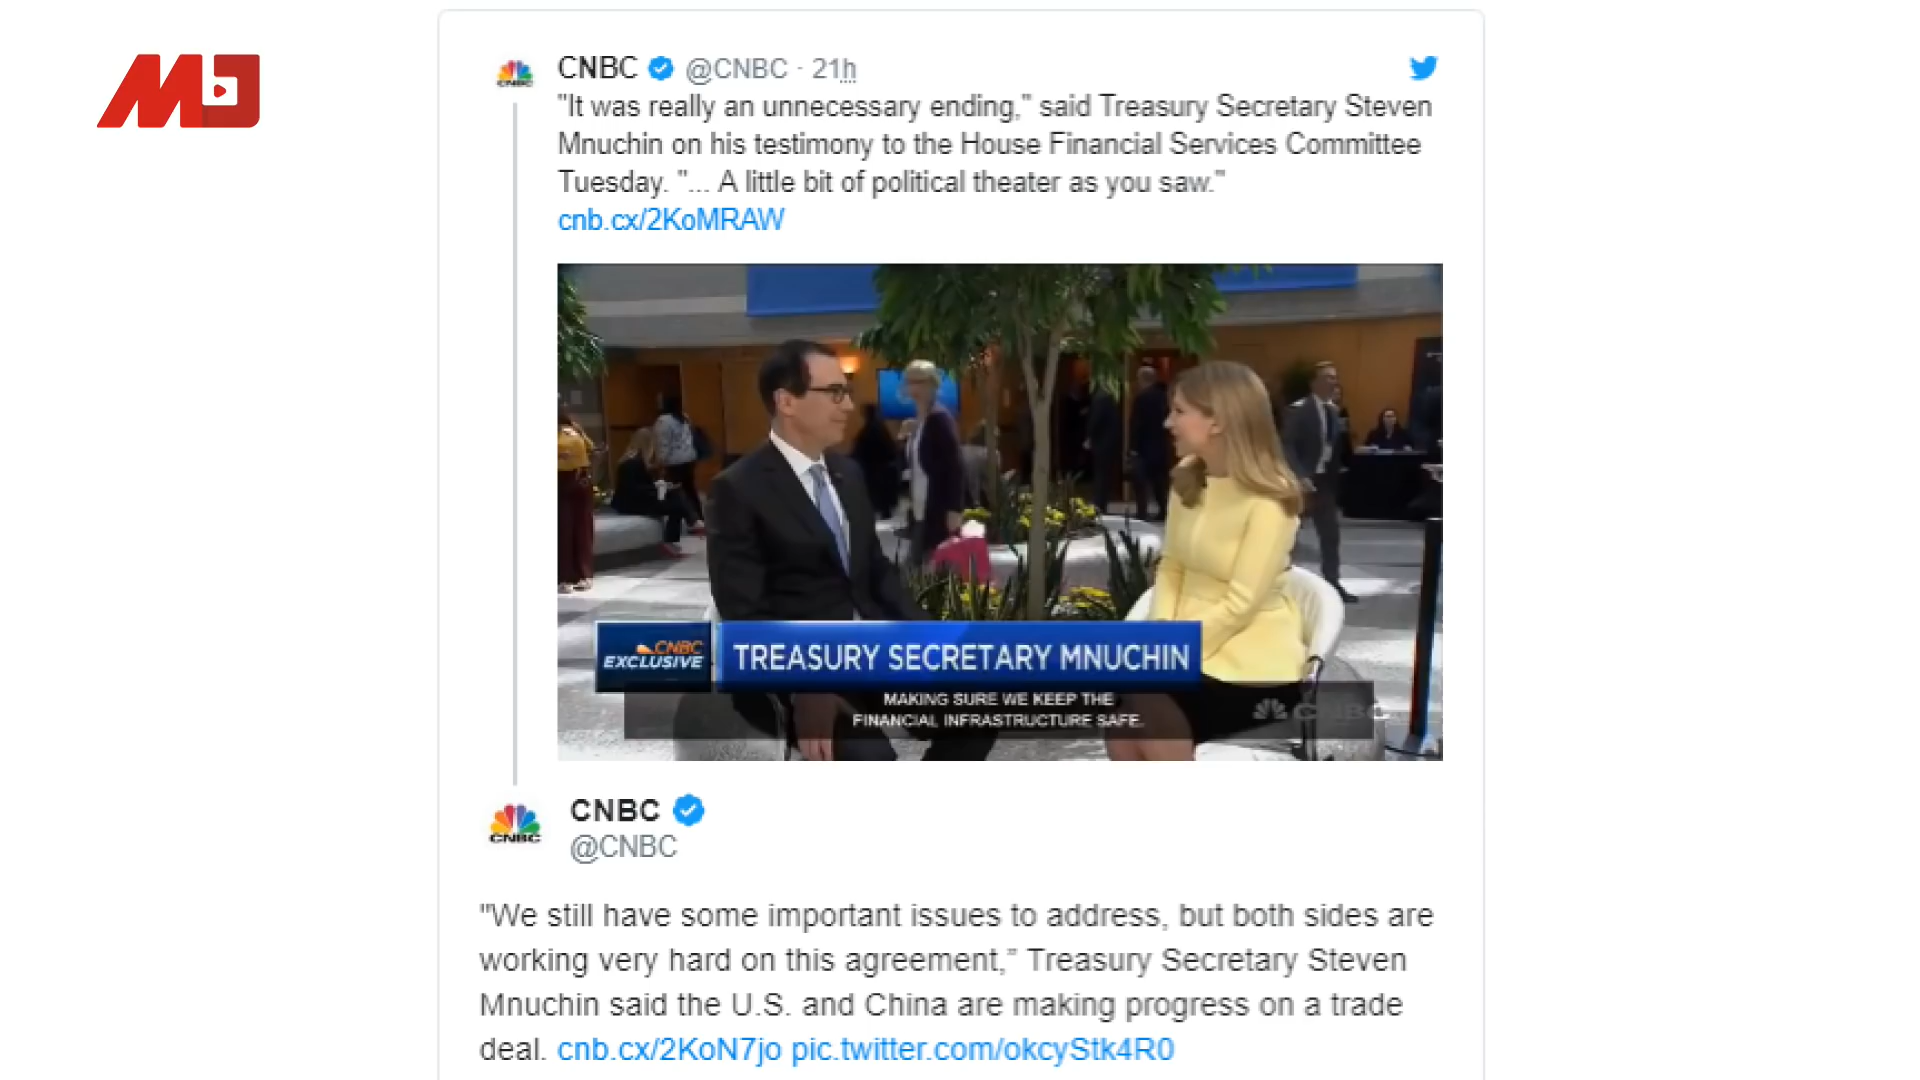 MJ
CNBC @CNBC · 21h
"It was really an unnecessary ending," said Treasury Secretary Steven
Mnuchin on his testimony to the House Financial Services Committee
Tuesday. "... A little bit of political theater as you saw."
cnb.cx/2KoMRAW
CNBC
EXCLUSIVE
TREASURY SECRETARY MNUCHIN
MAKING SURE WE KEEP THE
FINANCIAL INFRASTRUCTURE SAFE.
CNBC
CNBC
CNBC
@CNBC
"We still have some important issues to address, but both sides are
working very hard on this agreement,” Treasury Secretary Steven
Mnuchin said the U.S. and China are making progress on a trade
deal. cnb.cx/2KoN7jo pic.twitter.com/okcyStk4R0